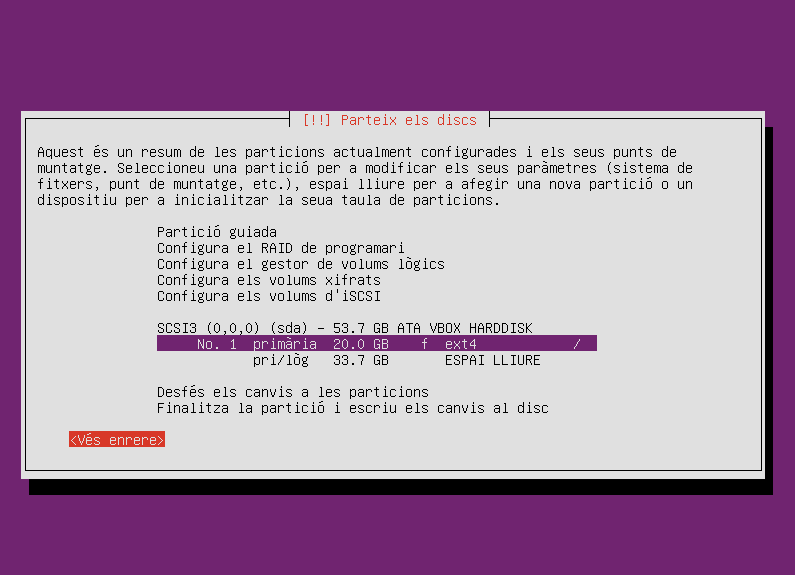 [!!] Parteix els discs
Aquest és un resum de les particions actualment configurades i els seus punts de
muntatge. Seleccioneu una partició per a modificar els seus paràmetres (sistema de
fitxers, punt de muntatge, etc.), espai lliure per a afegir una nova partició o un
dispositiu per a inicialitzar la seua taula de particions.
Partició guiada
Configura el RAID de programari
Configura el gestor de volums lògics
Configura els volums xifrats
Configura els volums d'iSCSI
SCSI3 (0,0,0) (sda) - 53.7 GB ATA VBOX HARDDISK
No. 1 primària 20.0 GB f ext4 /
pri/lòg 33.7 GB ESPAI LLIURE
Desfés els canvis a les particions
Finalitza la partició i escriu els canvis al disc
<Vés enrere>